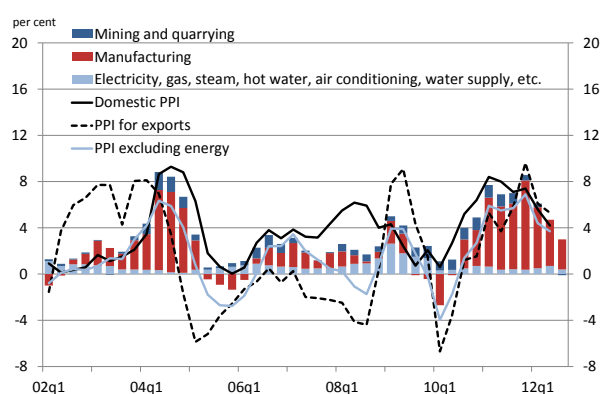 per cent
20 20
Mining and quarrying
16 16
Manufacturing
Electricity, gas, steam, hot water, air conditioning, water supply, etc.
12 12
Domestic PPI
PPI for exports
PPI excluding energy
8 8
4 4
0 0
-4 -4
-8 -8
02q1 04q1 06q1 08q1 10q1 12q1